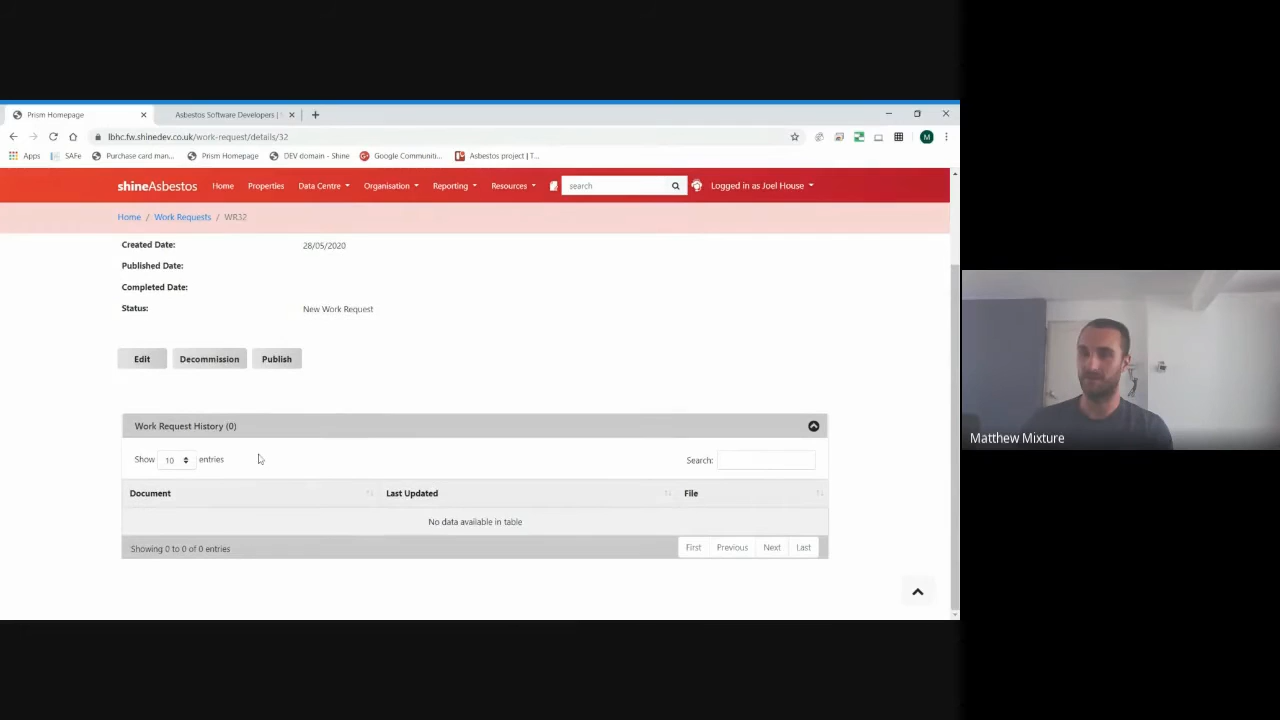 Prism Homepage
Asbestos Software Developers |
lbhc.fw.shinedev.co.uk/work-request/details/32
M
Apps SAFe Purchase card man... Prism Homepage DEV domain - Shine Google Communiti... Asbestos project | T...
shineAsbestos Home Properties Data Centre Organisation Reporting Resources search Logged in as Joel House
Home / Work Requests / WR32
Created Date: 28/05/2020
Published Date:
Completed Date:
Status: New Work Request
Edit Decommission Publish
Work Request History (0)
Show 10 entries Search:
Document Last Updated File
No data available in table
Showing 0 to 0 of 0 entries First Previous Next Last
Matthew Mixture